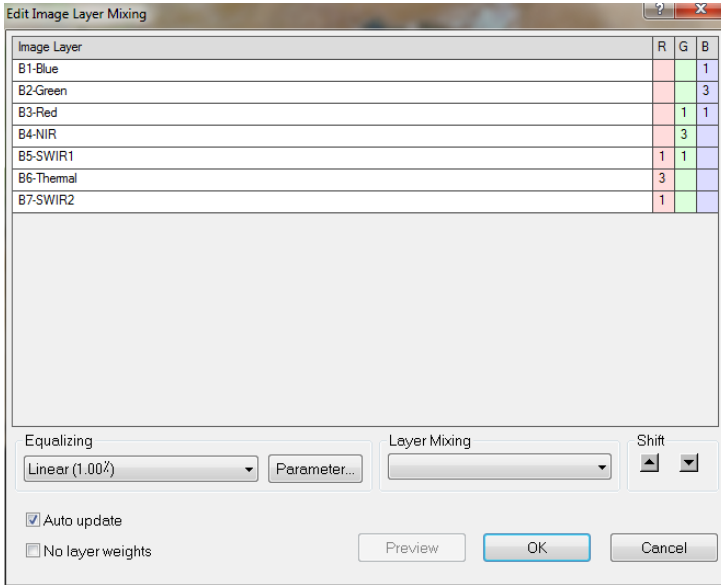 Edit Image Layer Mixing ? x
Image Layer R G B
B1-Blue 1
B2-Green 3
B3-Red 1 1
B4-NIR 3
B5-SWIR1 1 1
B6-Thermal 3
B7-SWIR2 1
Equalizing Layer Mixing Shift
Linear (1.00%) Parameter...
Auto update
No layer weights Preview OK Cancel